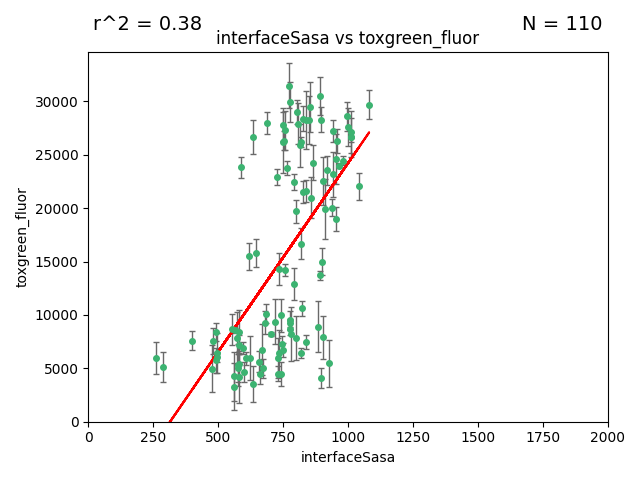 r^2 = 0.38
N = 110
interfaceSasa vs toxgreen_fluor
toxgreen_fluor
30000
25000
20000
15000
10000
5000
0
0 250 500 750 1000 1250 1500 1750 2000
interfaceSasa